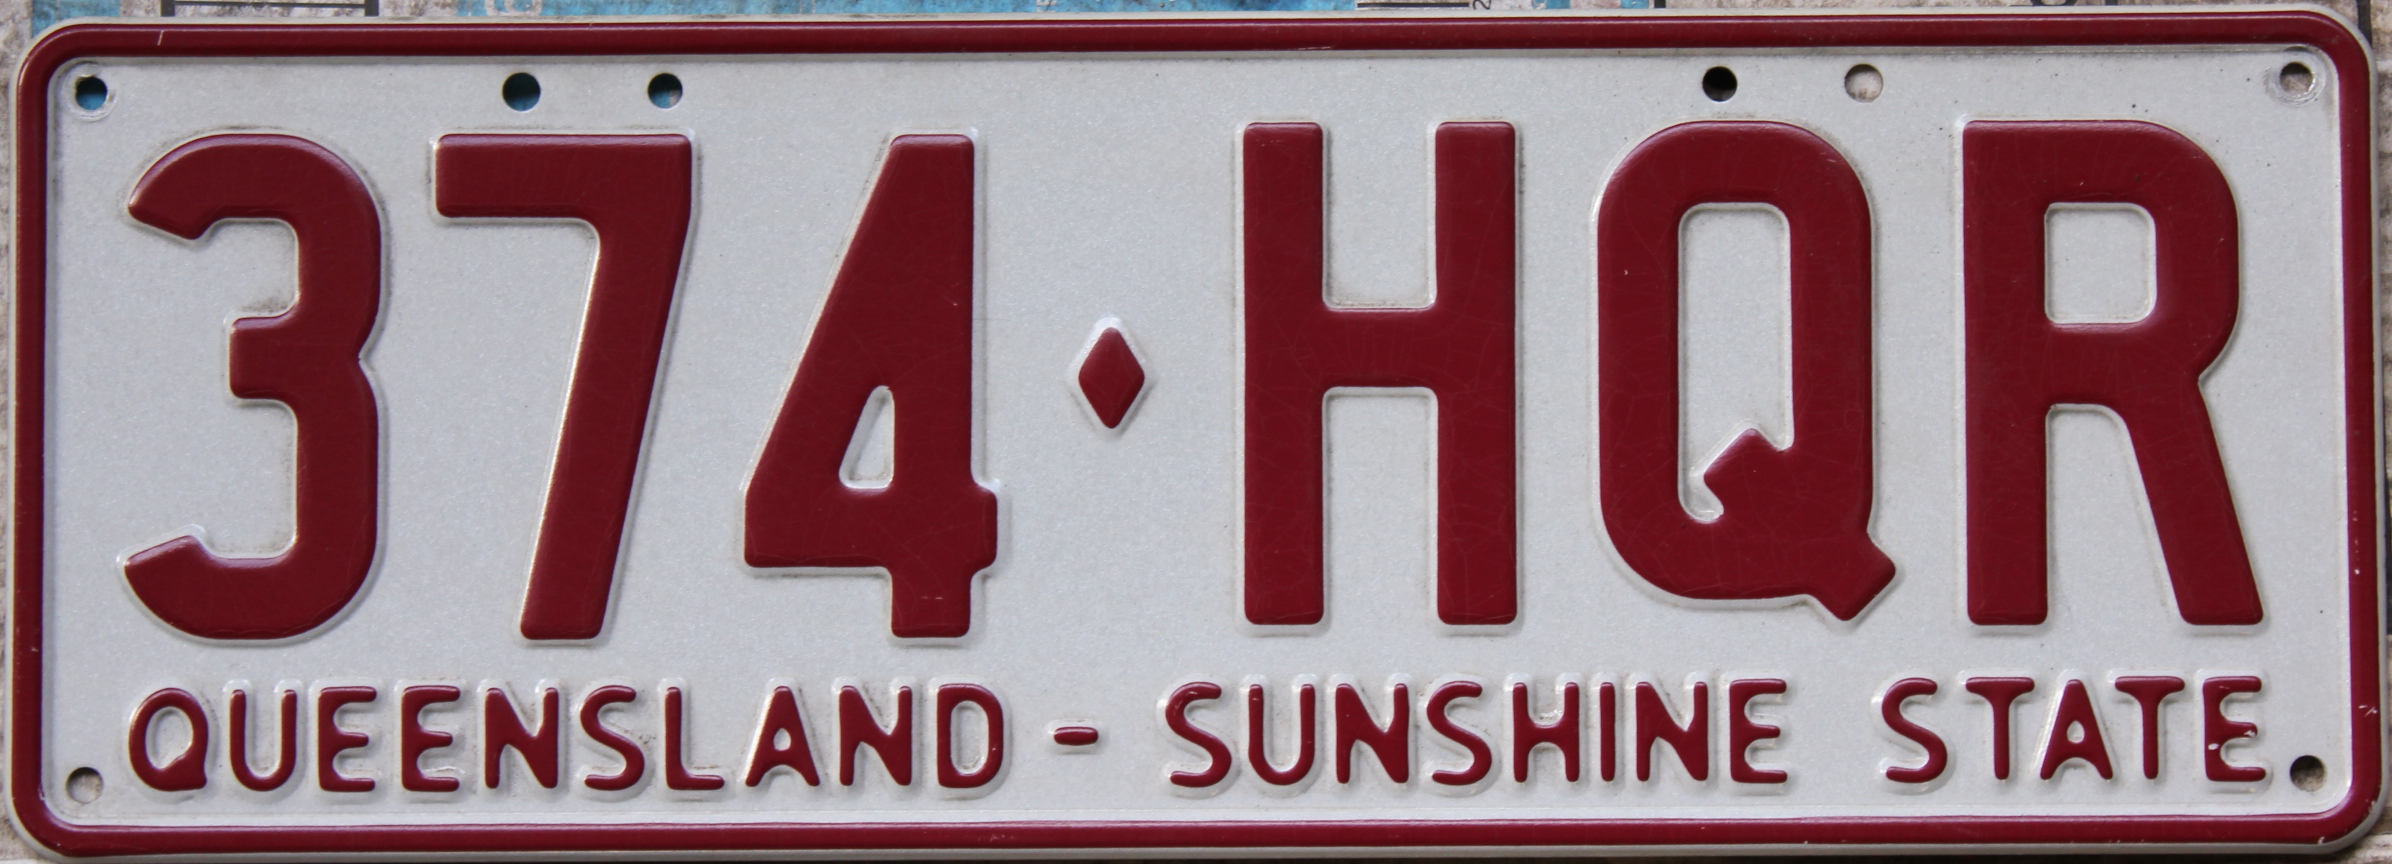 374♦HQR
QUEENSLAND - SUNSHINE STATE